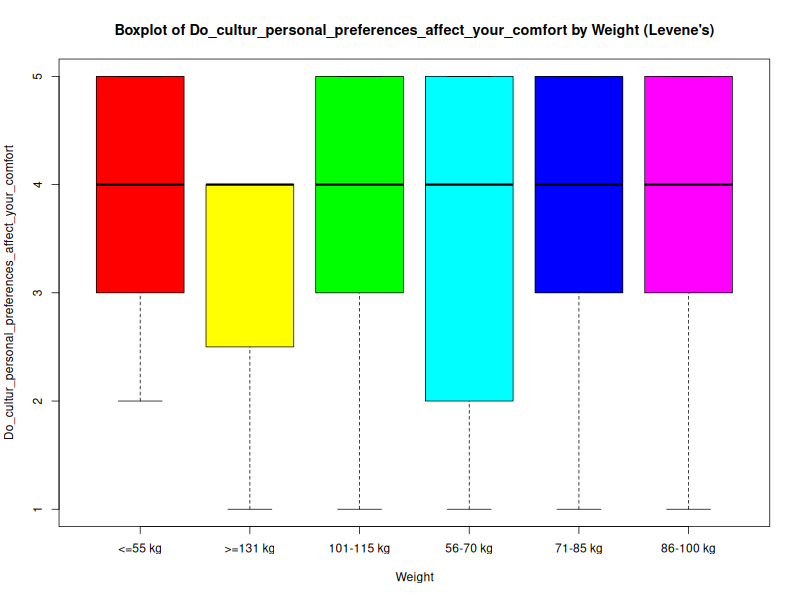 Boxplot of Do_cultur_personal_preferences_affect_your_comfort by Weight (Levene's)
Do_cultur_personal_preferences_affect_your_comfort
5
4
3
2
1
<=55 kg >=131 kg 101-115 kg 56-70 kg 71-85 kg 86-100 kg
Weight